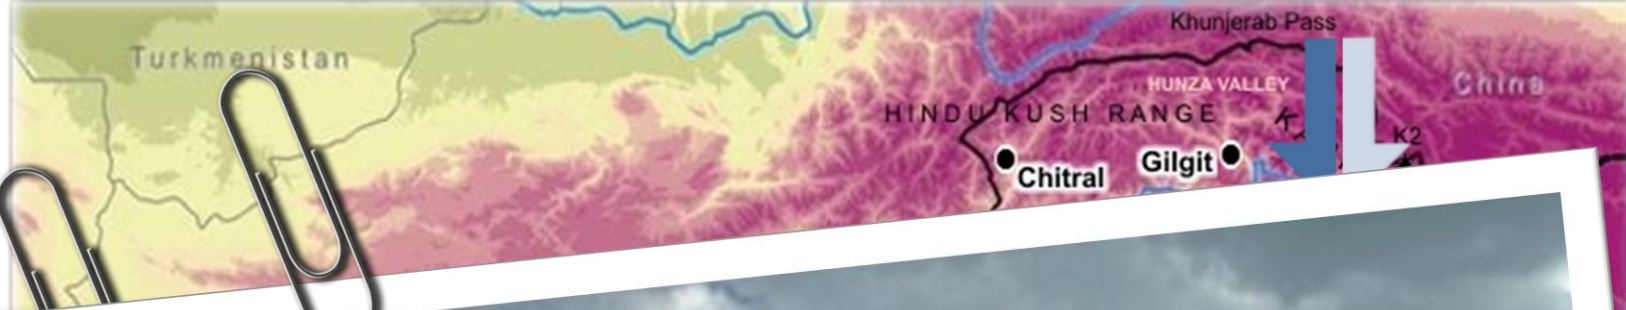 Khunjerab Pass
Turkmenistan
HUNZA VALLEY
China
HINDU KUSH RANGE
K2
Chitral
Gilgit